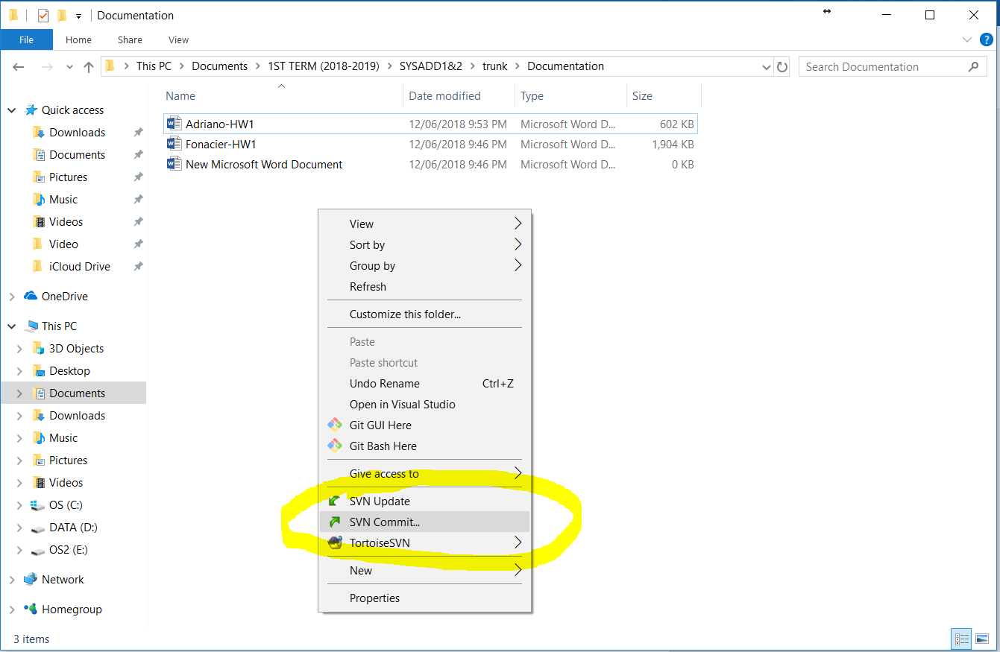 Documentation
File Home Share View
This PC Documents 1ST TERM (2018-2019) SYSADD1&2 trunk Documentation Search Documentation
Name Date modified Type Size
Quick access
Downloads
Documents
Pictures
Music
Videos
Video
iCloud Drive
OneDrive
This PC
3D Objects
Desktop
Documents
Downloads
Music
Pictures
Videos
OS (C:)
DATA (D:)
OS2 (E:)
Network
Homegroup
Adriano-HW1 12/06/2018 9:53 PM Microsoft Word D... 602 KB
Fonacier-HW1 12/06/2018 9:46 PM Microsoft Word D... 1,904 KB
New Microsoft Word Document 12/06/2018 9:46 PM Microsoft Word D... 0 KB
View
Sort by
Group by
Refresh
Customize this folder...
Paste
Paste shortcut
Undo Rename Ctrl+Z
Open in Visual Studio
Git GUI Here
Git Bash Here
Give access to
SVN Update
SVN Commit...
TortoiseSVN
New
Properties
3 items